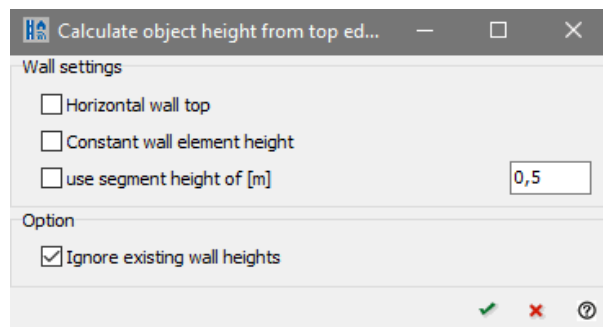 Calculate object height from top ed...
Wall settings
Horizontal wall top
Constant wall element height
use segment height of [m] 0,5
Option
Ignore existing wall heights